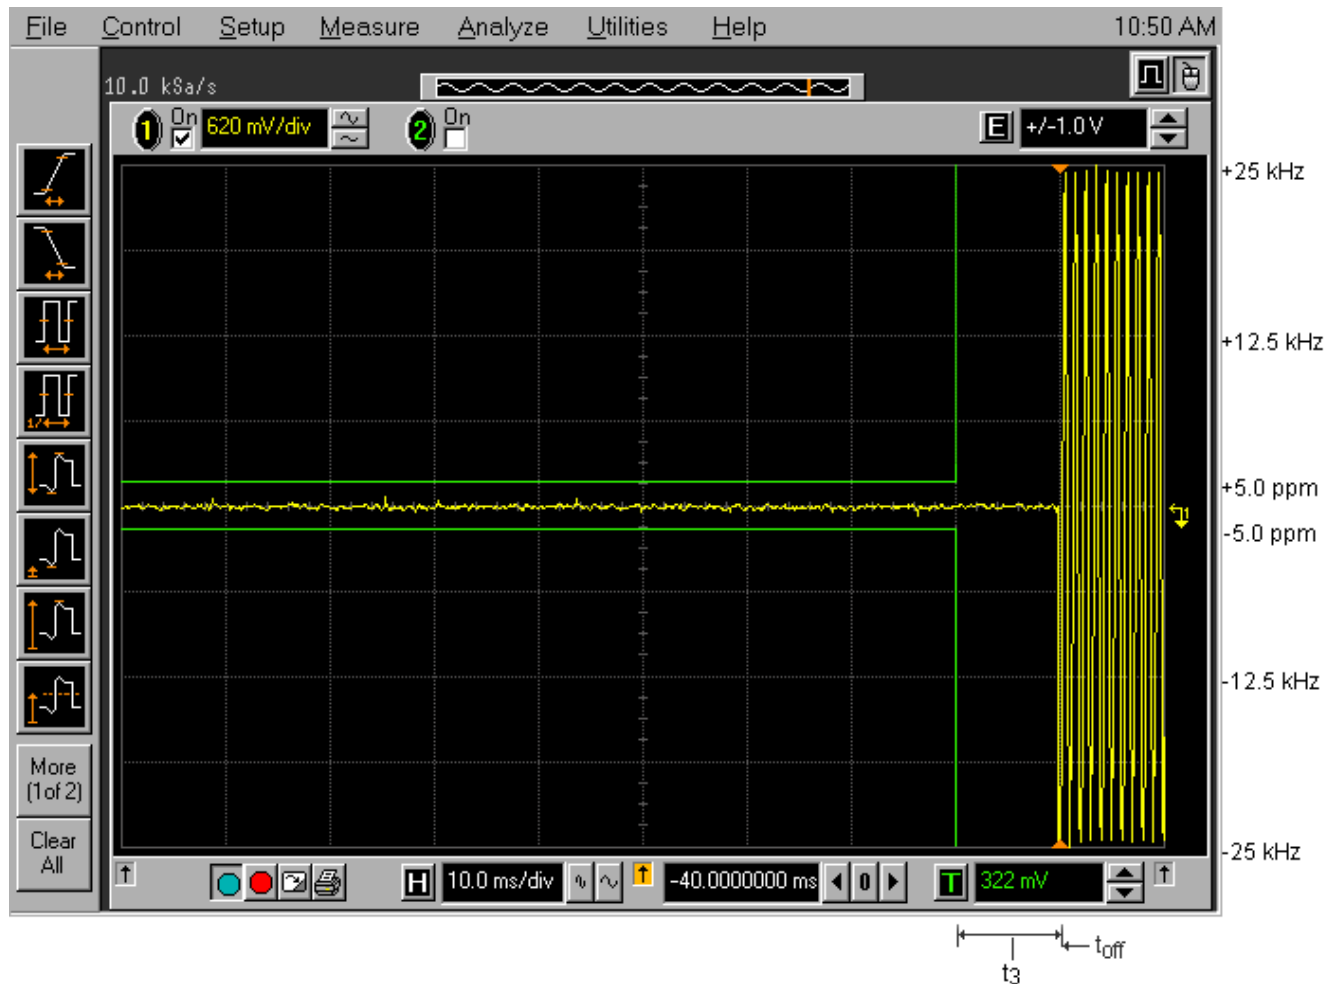 File Control Setup Measure Analyze Utilities Help 10:50 AM
10.0 kSa/s
1 On 620 mV/div 2 On E +/-1.0 V
+25 kHz
+12.5 kHz
+5.0 ppm
1
-5.0 ppm
-12.5 kHz
1/
More
(1of 2)
Clear
All
-25 kHz
H 10.0 ms/div -40.0000000 ms 0 T 322 mV
toff
t3